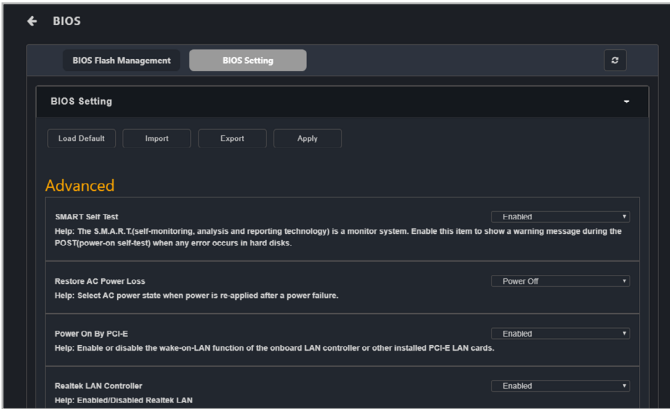 BIOS
BIOS Flash Management
BIOS Setting
BIOS Setting
Load Default
Import
Export
Apply
Advanced
SMART Self Test
Enabled
Help: The S.M.A.R.T.(self-monitoring, analysis and reporting technology) is a monitor system. Enable this item to show a warning message during the
POST(power-on self-test) when any error occurs in hard disks.
Restore AC Power Loss
Power Off
Help: Select AC power state when power is re-applied after a power failure.
Power On By PCI-E
Enabled
Help: Enable or disable the wake-on-LAN function of the onboard LAN controller or other installed PCI-E LAN cards.
Realtek LAN Controller
Enabled
Help: Enabled/Disabled Realtek LAN